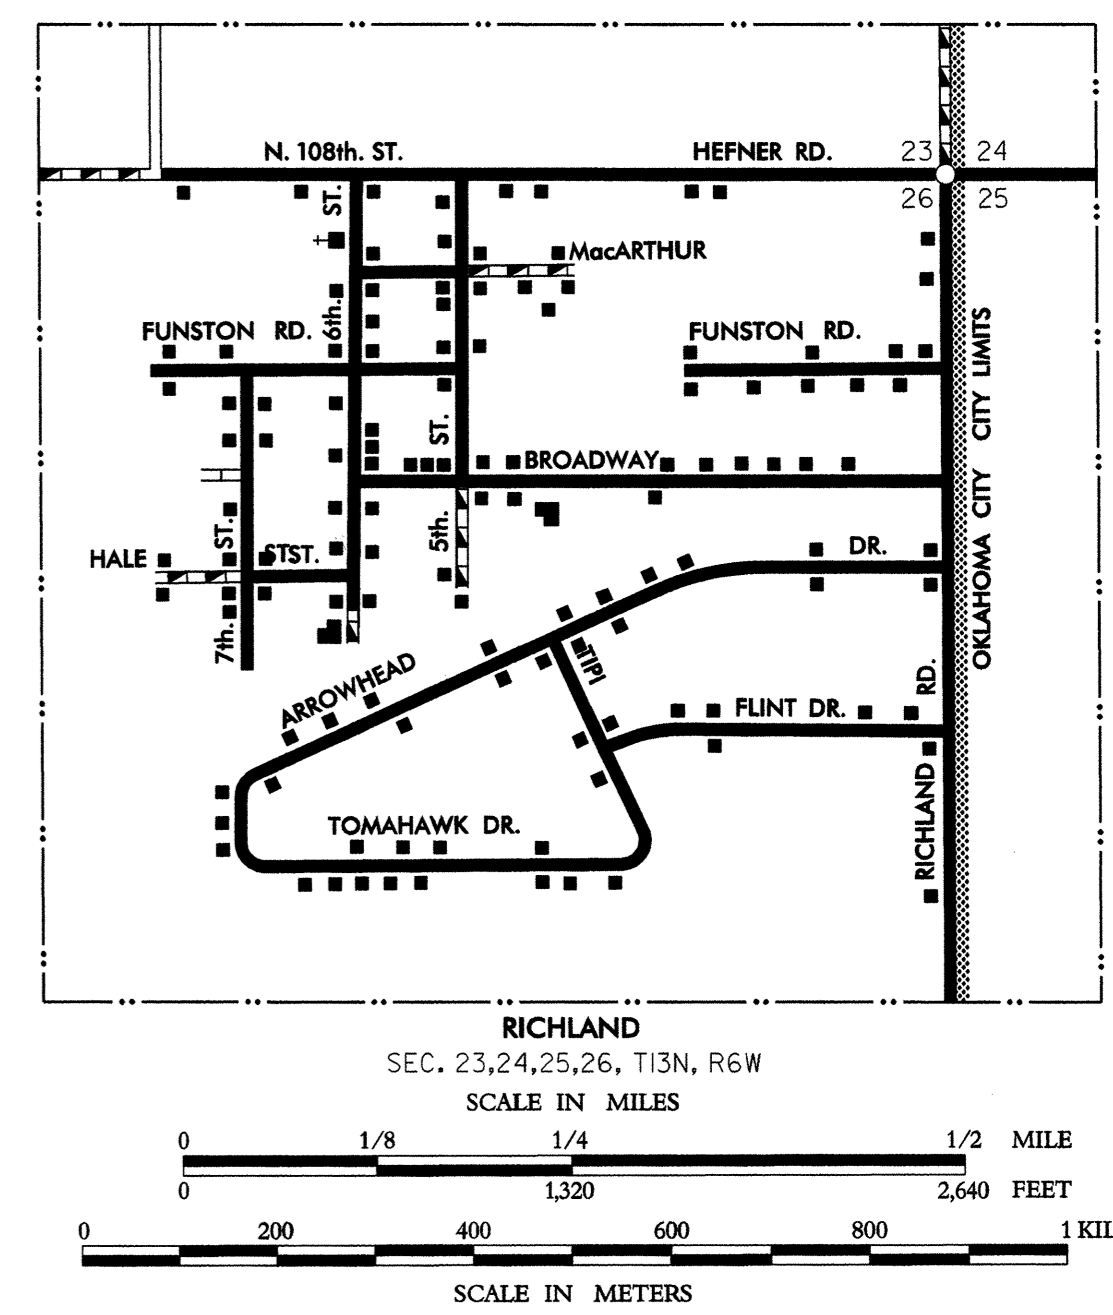 N. 108th. ST.
HEFNER RD.
23
24
26
25
ST.
6th.
MacARTHUR
FUNSTON RD.
FUNSTON RD.
ST.
5th.
BROADWAY
OKLAHOMA CITY CITY LIMITS
HALE
STST.
ST.
7th.
DR.
ARROWHEAD
TIPI
FLINT DR.
RD.
RICHLAND
TOMAHAWK DR.
RICHLAND
SEC. 23,24,25,26, T13N, R6W
SCALE IN MILES
0 1/8 1/4 1/2 MILE
0 1,320 2,640 FEET
0 200 400 600 800 1 KIL
SCALE IN METERS